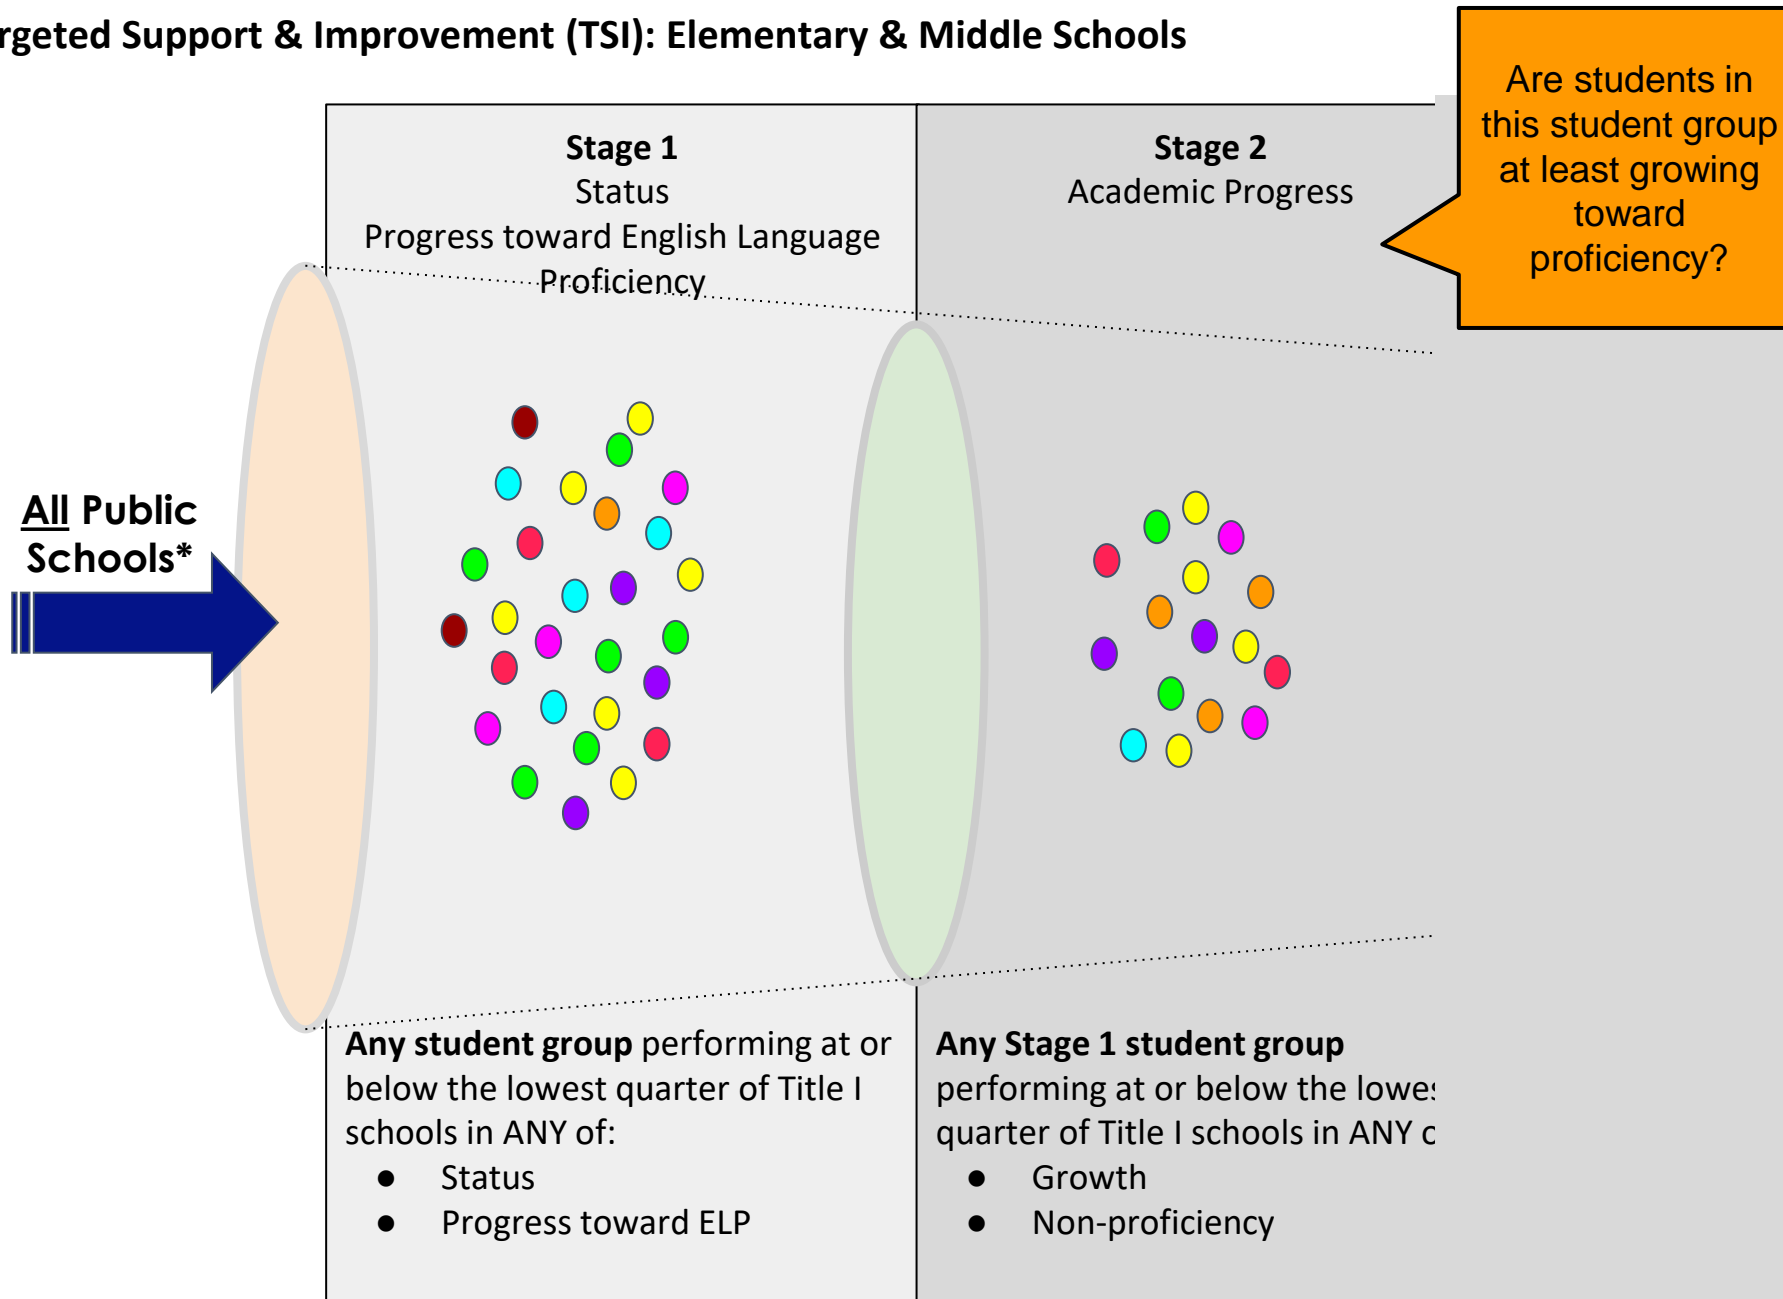 rgeted Support & Improvement (TSI): Elementary & Middle Schools
Are students in
this student group
at least growing
toward
proficiency?
Stage 1
Status
Progress toward English Language
Proficiency
Stage 2
Academic Progress
All Public
Schools*
Any student group performing at or
below the lowest quarter of Title I
schools in ANY of:
● Status
● Progress toward ELP
Any Stage 1 student group
performing at or below the lowes
quarter of Title I schools in ANY
● Growth
● Non-proficiency